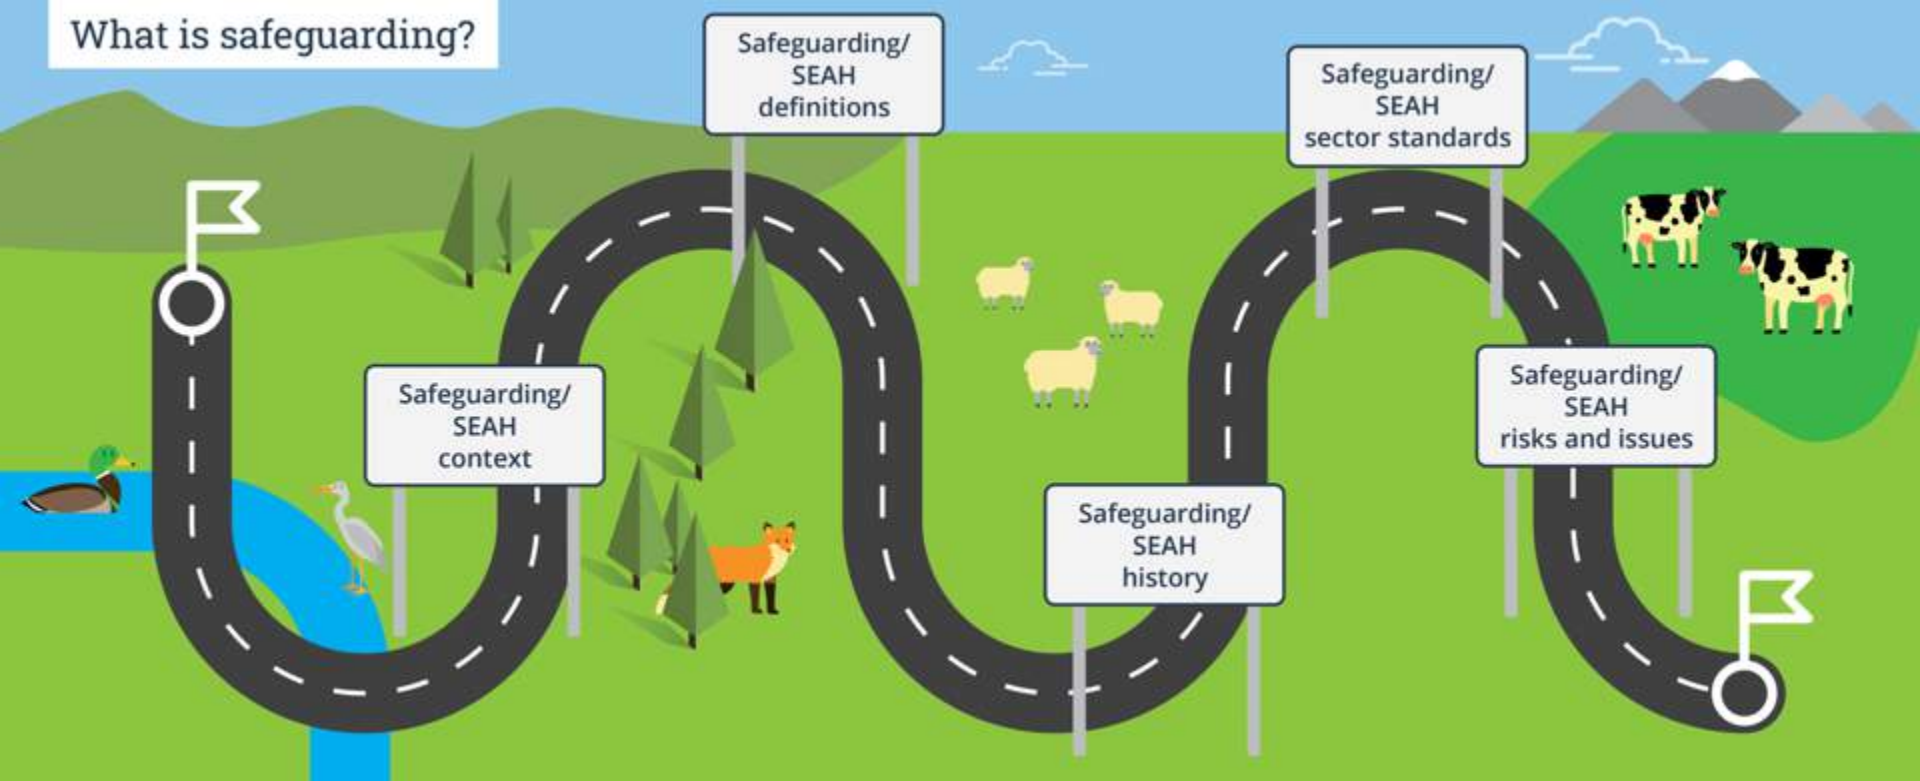 What is safeguarding?
Safeguarding/
SEAH
context
Safeguarding/
SEAH
definitions
Safeguarding/
SEAH
history
Safeguarding/
SEAH
sector standards
Safeguarding/
SEAH
risks and issues